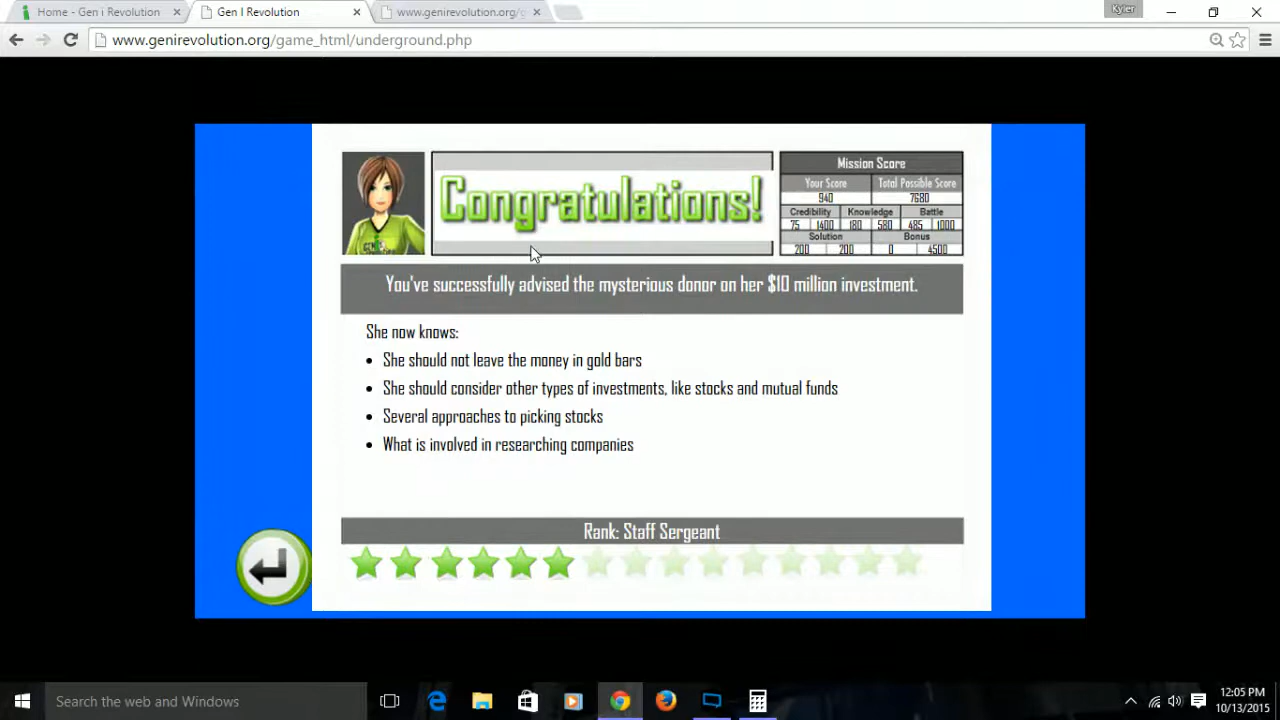 Home - Gen i Revolution
Gen I Revolution
www.genirevolution.org/g
Kyler
www.genirevolution.org/game_html/underground.php
Congratulations!
Mission Score
Your Score Total Possible Score
940 7680
Credibility Knowledge Battle
75 1400 180 580 485 1000
Solution Bonus
200 200 0 4500
You've successfully advised the mysterious donor on her $10 million investment.
She now knows:
• She should not leave the money in gold bars
• She should consider other types of investments, like stocks and mutual funds
• Several approaches to picking stocks
• What is involved in researching companies
Rank: Staff Sergeant
Search the web and Windows
12:05 PM
10/13/2015